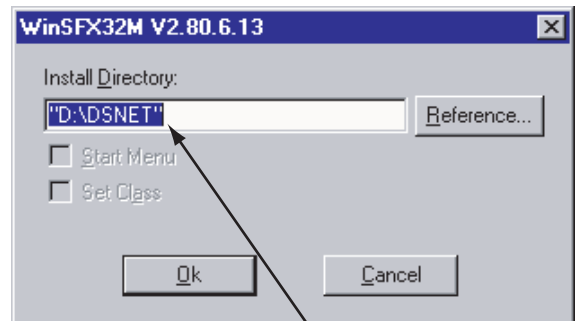 WinSFX32M V2.80.6.13
Install Directory:
"D:\DSNET"
Reference...
Start Menu
Set Class
Ok
Cancel